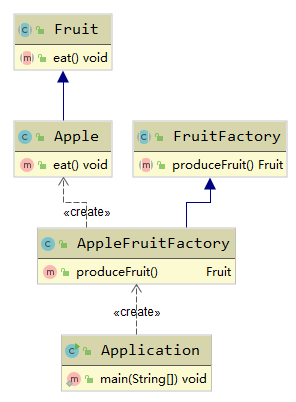 Fruit
eat() void
Apple
eat() void
FruitFactory
produceFruit() Fruit
«create»
AppleFruitFactory
produceFruit() Fruit
«create»
Application
main(String[]) void